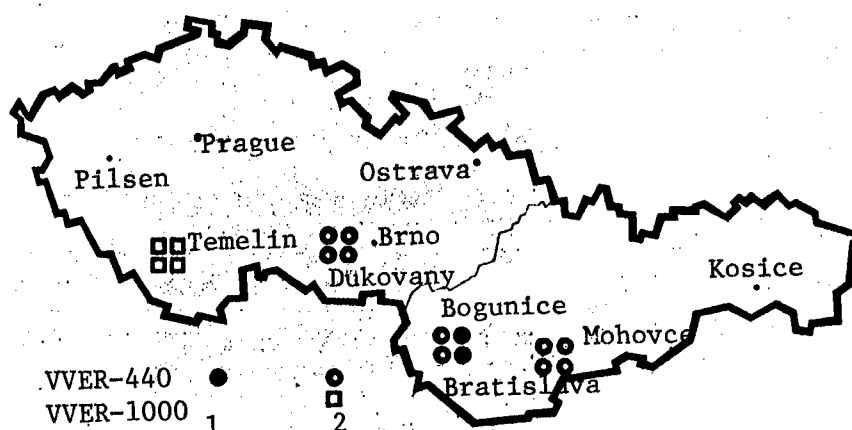 Prague
Pilsen
Ostrava
Temelin
Brno
Dukovany
Kosice
Bogunice
Mohovce
Bratislava
VVER-440
VVER-1000
1 2